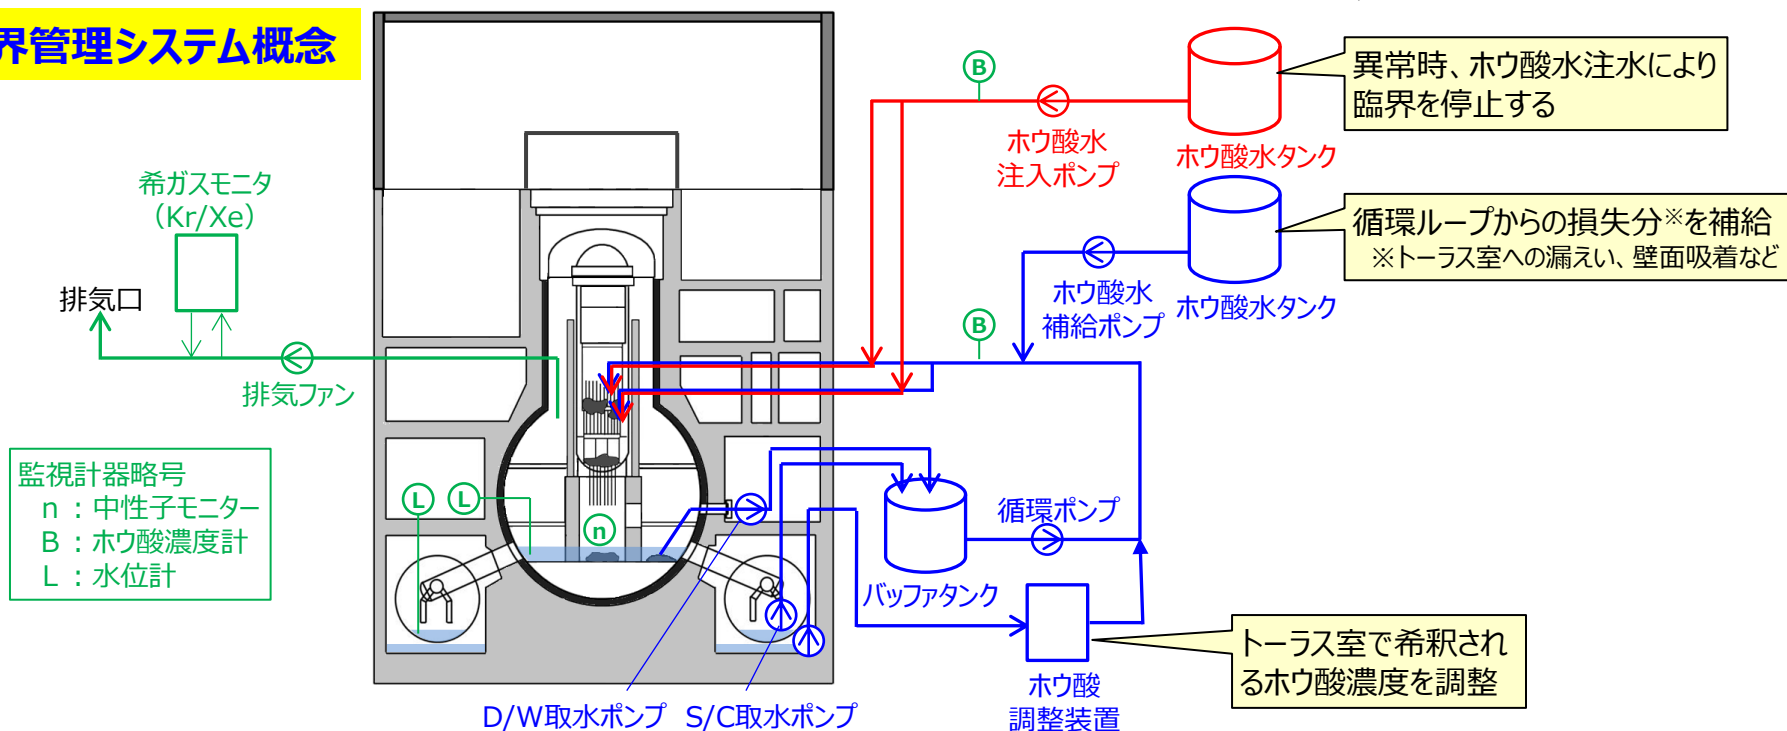 界管理システム概念
B
異常時、ホウ酸水注水により
臨界を停止する
ホウ酸水
注入ポンプ
ホウ酸水タンク
希ガスモニタ
（Kr/Xe）
循環ループからの損失分※を補給
※トーラス室への漏えい、壁面吸着など
排気口
ホウ酸水
補給ポンプ
ホウ酸水タンク
B
排気ファン
監視計器略号
n：中性子モニター
B：ホウ酸濃度計
L：水位計
L
L
n
循環ポンプ
バッファタンク
トーラス室で希釈され
るホウ酸濃度を調整
ホウ酸
調整装置
D/W取水ポンプ
S/C取水ポンプ